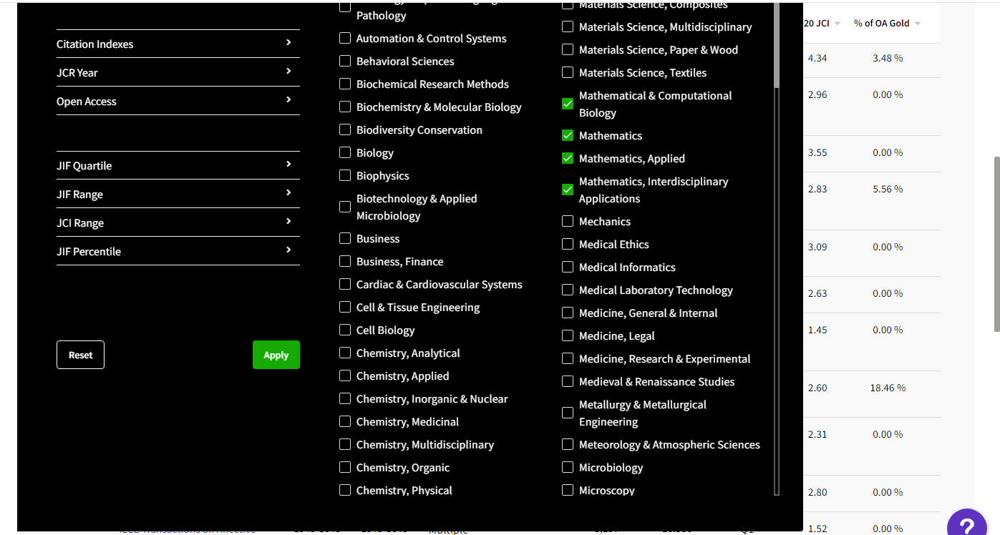 Citation Indexes
JCR Year
Open Access
JIF Quartile
JIF Range
JCI Range
JIF Percentile
Reset
Apply
Pathology
Automation & Control Systems
Behavioral Sciences
Biochemical Research Methods
Biochemistry & Molecular Biology
Biodiversity Conservation
Biology
Biophysics
Biotechnology & Applied
Microbiology
Business
Business, Finance
Cardiac & Cardiovascular Systems
Cell & Tissue Engineering
Cell Biology
Chemistry, Analytical
Chemistry, Applied
Chemistry, Inorganic & Nuclear
Chemistry, Medicinal
Chemistry, Multidisciplinary
Chemistry, Organic
Chemistry, Physical
Materials Science, Composites
Materials Science, Multidisciplinary
Materials Science, Paper & Wood
Materials Science, Textiles
Mathematical & Computational
Biology
Mathematics
Mathematics, Applied
Mathematics, Interdisciplinary
Applications
Mechanics
Medical Ethics
Medical Informatics
Medical Laboratory Technology
Medicine, General & Internal
Medicine, Legal
Medicine, Research & Experimental
Medieval & Renaissance Studies
Metallurgy & Metallurgical
Engineering
Meteorology & Atmospheric Sciences
Microbiology
Microscopy
20 JCI % of OA Gold
4.34 3.48 %
2.96 0.00 %
3.55 0.00 %
2.83 5.56 %
3.09 0.00 %
2.63 0.00 %
1.45 0.00 %
2.60 18.46 %
2.31 0.00 %
2.80 0.00 %
1.52 0.00 %
IEEE Transactions on Affective
Multiple
Q1
?